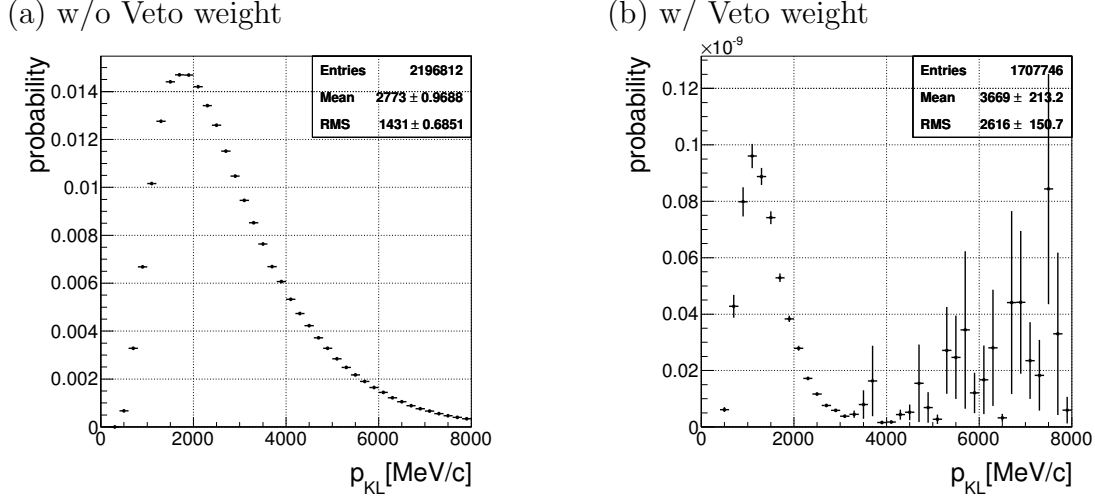 (a) w/o Veto weight
probability
Entries 2196812
Mean 2773 ± 0.9688
RMS 1431 ± 0.6851
0.014
0.012
0.01
0.008
0.006
0.004
0.002
0
0 2000 4000 6000 8000
p_KL [MeV/c]
(b) w/ Veto weight
×10^-9
probability
Entries 1707746
Mean 3669 ± 213.2
RMS 2616 ± 150.7
0.12
0.1
0.08
0.06
0.04
0.02
0
0 2000 4000 6000 8000
p_KL [MeV/c]